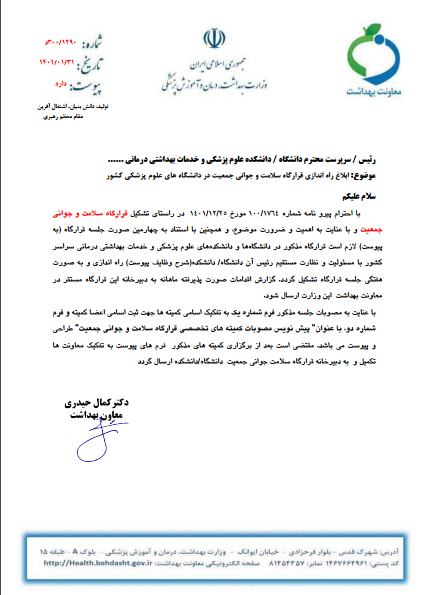 شماره: ۳۰۰/۱۲۹۰د
تاریخ: ۱۴۰۱/۰۱/۳۱
پیوست: دارد
تولید، دانش بنیان، اشتغال آفرین
مقام معظم رهبری
جمهوری اسلامی ایران
وزارت بهداشت، درمان و آموزش پزشکی
معاونت بهداشت
رئیس / سرپرست محترم دانشگاه / دانشکده علوم پزشکی و خدمات بهداشتی درمانی ......
موضوع: ابلاغ راه اندازی قرارگاه سلامت و جوانی جمعیت در دانشگاه های علوم پزشکی کشور
سلام علیکم
با احترام پیرو نامه شماره ۱۰۰/۱۷۶۴ مورخ ۱۴۰۱/۱۲/۲۵ در راستای تشکیل قرارگاه سلامت و جوانی
جمعیت و با عنایت به اهمیت و ضرورت موضوع، و همچنین با استناد به چهارمین صورت جلسه قرارگاه (به
پیوست) لازم است قرارگاه مذکور در دانشگاه‌ها و دانشکده‌های علوم پزشکی و خدمات بهداشتی درمانی سراسر
کشور با مسئولیت و نظارت مستقیم رئیس آن دانشگاه/ دانشکده(شرح وظایف پیوست) راه اندازی و به صورت
هفتگی جلسه قرارگاه تشکیل گردد. گزارش اقدامات صورت پذیرفته ماهانه به دبیرخانه این قرارگاه مستقر در
معاونت بهداشت این وزارت ارسال شود.
با عنایت به مصوبات جلسه مذکور فرم شماره یک به تفکیک اسامی کمیته ها جهت ثبت اسامی اعضا کمیته و فرم
شماره دو، با عنوان" پیش نویس مصوبات کمیته های تخصصی قرارگاه سلامت و جوانی جمعیت" طراحی
و پیوست می باشد. مقتضی است بعد از برگزاری کمیته های مذکور فرم های پیوست به تفکیک معاونت ها
تکمیل و به دبیرخانه قرارگاه سلامت جوانی جمعیت دانشگاه/دانشکده ارسال گردد
دکتر کمال حیدری
معاون بهداشت
آدرس: شهرک قدس - بلوار فرحزادی - خیابان ایوانک - وزارت بهداشت، درمان و آموزش پزشکی - بلوک A - طبقه ۱۵
کد پستی: ۱۴۶۷۶۶۴۹۶۱ نمابر: ۸۱۴۵۴۳۵۷ صفحه الکترونیکی معاونت بهداشت: http://Health.behdasht.gov.ir